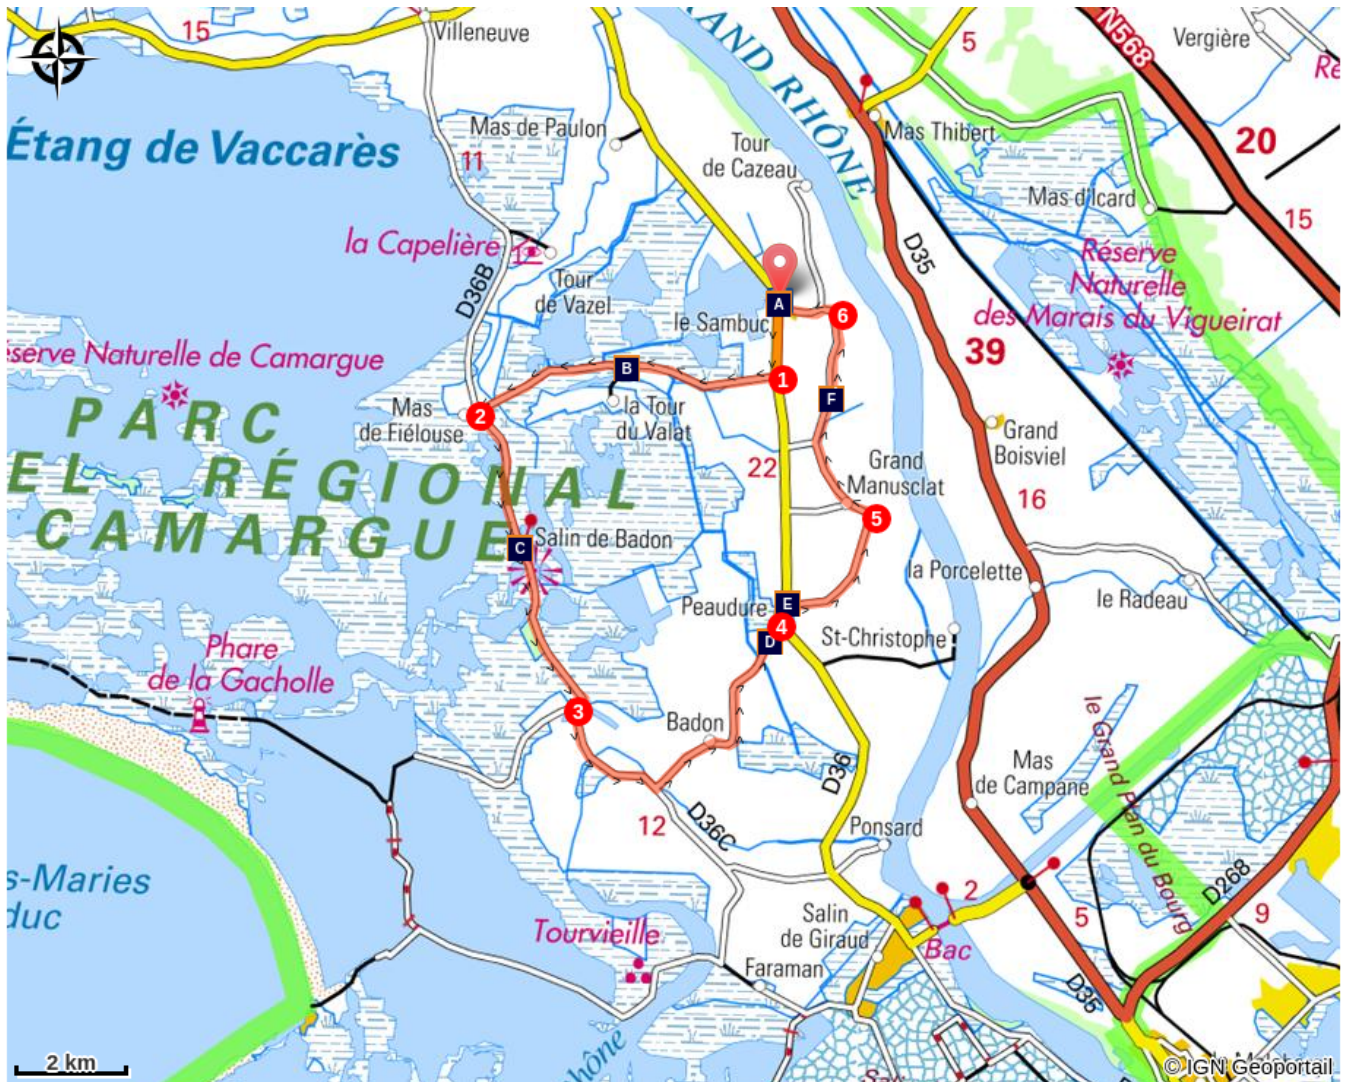 15
Villeneuve
GRAND RHÔNE
5
N568
Vergière
Étang de Vaccarès
Mas de Paulon
11
Tour
de Cazeau
Mas Thibert
20
Mas d'Icard
15
la Capelière
D36B
Tour
de Vazel
D35
Réserve
Naturelle
des Marais du Vigueirat
A
le Sambuc
6
39
eserve Naturelle de Camargue
B
1
F
PARC
EL RÉGIONAL
CAMARGUE
Mas
de Fiélouse
2
la Tour
du Valat
Grand
Boisviel
22
Grand
Manusclat
16
5
C
Salin de Badon
la Porcelette
le Radeau
Peaudure
E
4
D
St-Christophe
Phare
de la Gacholle
3
Badon
D36
Mas
de Campane
le Grand Plan du Bourg
12
D36C
Ponsard
s-Maries
duc
D268
Salin
de Giraud
2
5
9
Tourvieille
Bac
Faraman
D35
2 km
© IGN Geoportail